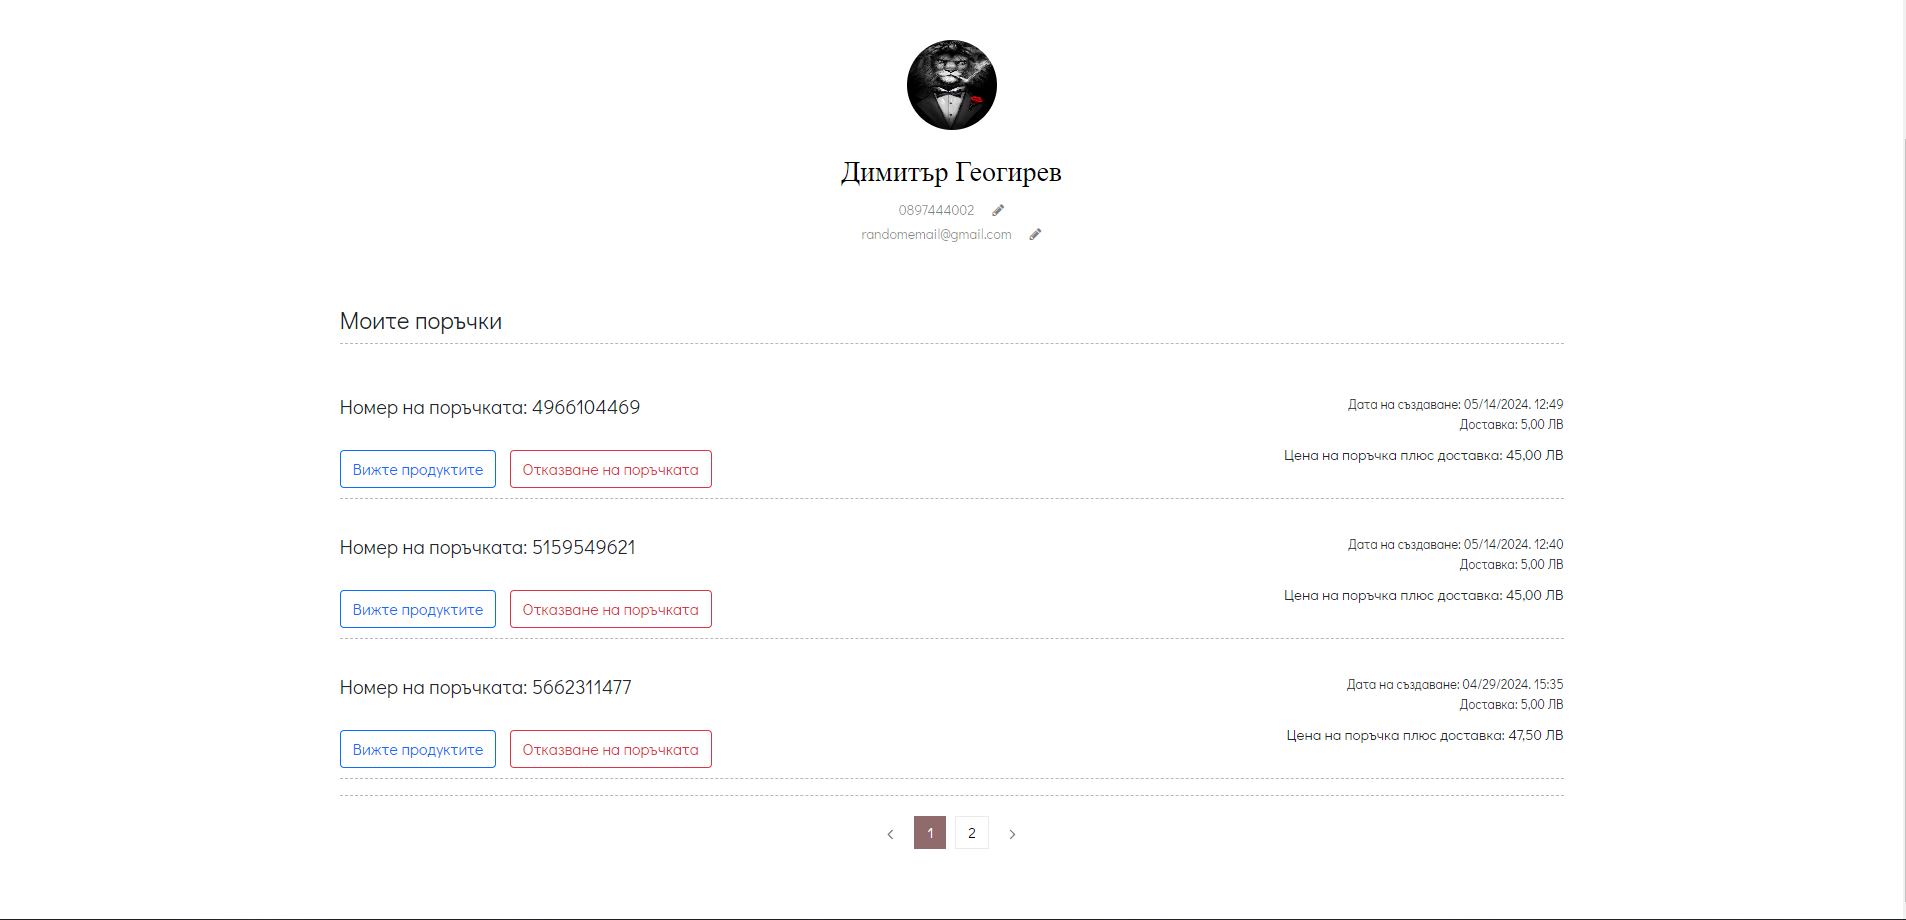 Димитър Геогирев
0897444002
randomemail@gmail.com
Моите поръчки
Номер на поръчката: 4966104469
Дата на създаване: 05/14/2024, 12:49
Доставка: 5,00 ЛВ
Цена на поръчка плюс доставка: 45,00 ЛВ
Вижте продуктите Отказване на поръчката
Номер на поръчката: 5159549621
Дата на създаване: 05/14/2024, 12:40
Доставка: 5,00 ЛВ
Цена на поръчка плюс доставка: 45,00 ЛВ
Вижте продуктите Отказване на поръчката
Номер на поръчката: 5662311477
Дата на създаване: 04/29/2024, 15:35
Доставка: 5,00 ЛВ
Цена на поръчка плюс доставка: 47,50 ЛВ
Вижте продуктите Отказване на поръчката
1 2